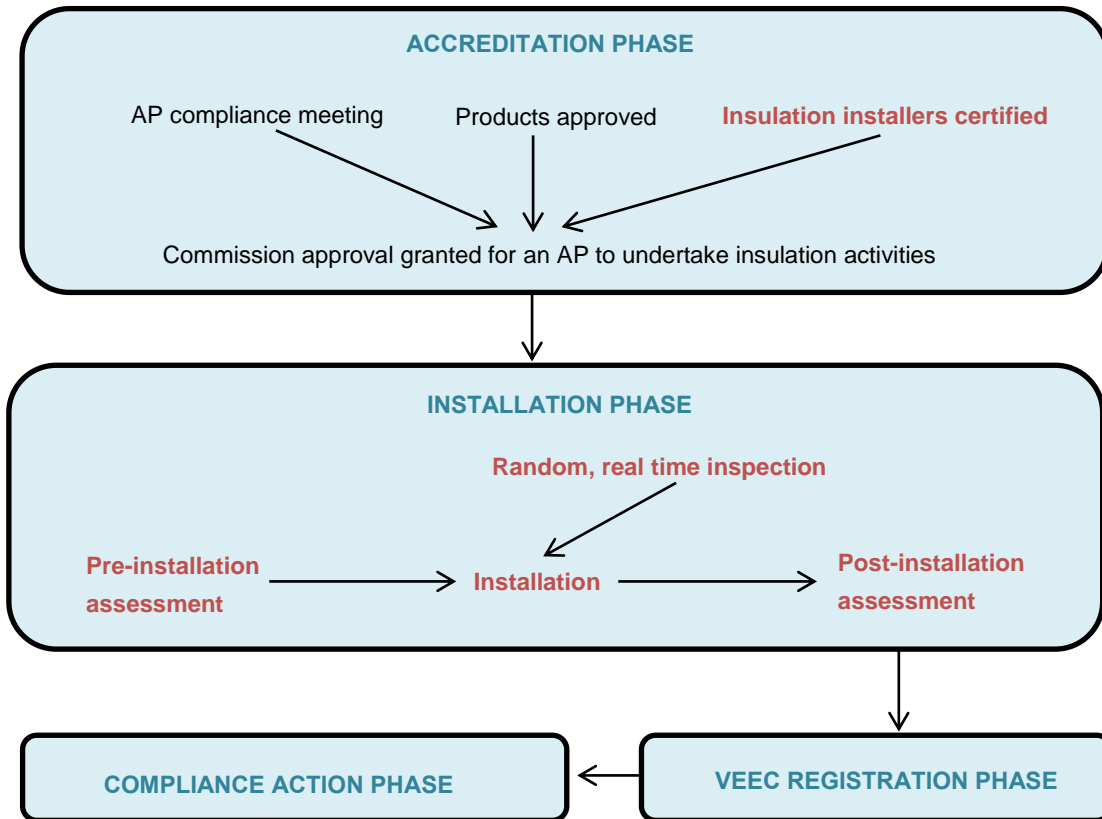 ACCREDITATION PHASE
AP compliance meeting
Products approved
Insulation installers certified
Commission approval granted for an AP to undertake insulation activities
INSTALLATION PHASE
Random, real time inspection
Pre-installation
assessment
Installation
Post-installation
assessment
COMPLIANCE ACTION PHASE
VEEC REGISTRATION PHASE